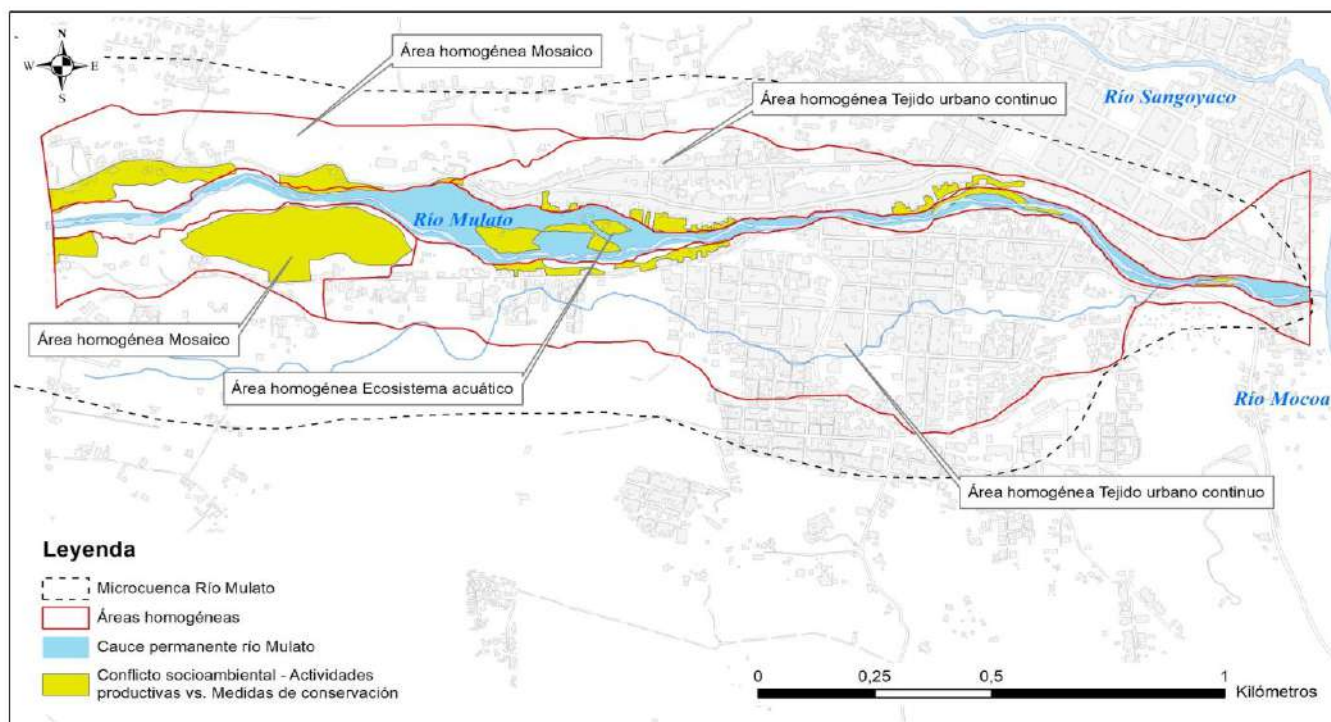 N
W E
S
Área homogénea Mosaico
Área homogénea Tejido urbano continuo
Río Sangoyaco
Río Mulato
Área homogénea Mosaico
Área homogénea Ecosistema acuático
Río Mocoa
Área homogénea Tejido urbano continuo
Leyenda
Microcuenca Río Mulato
Áreas homogéneas
Cauce permanente río Mulato
Conflicto socioambiental - Actividades
productivas vs. Medidas de conservación
0 0,25 0,5 1
Kilómetros